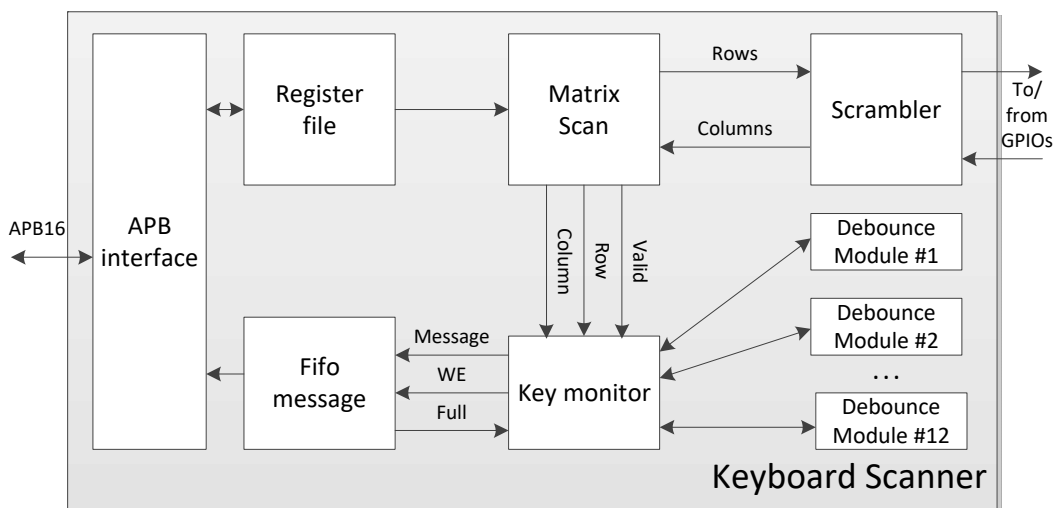 Register
file
Matrix
Scan
Rows
Columns
Scrambler
To/
from
GPIOs
APB16
APB
interface
Column
Row
Valid
Debounce
Module #1
Debounce
Module #2
...
Debounce
Module #12
Fifo
message
Message
WE
Full
Key monitor
Keyboard Scanner